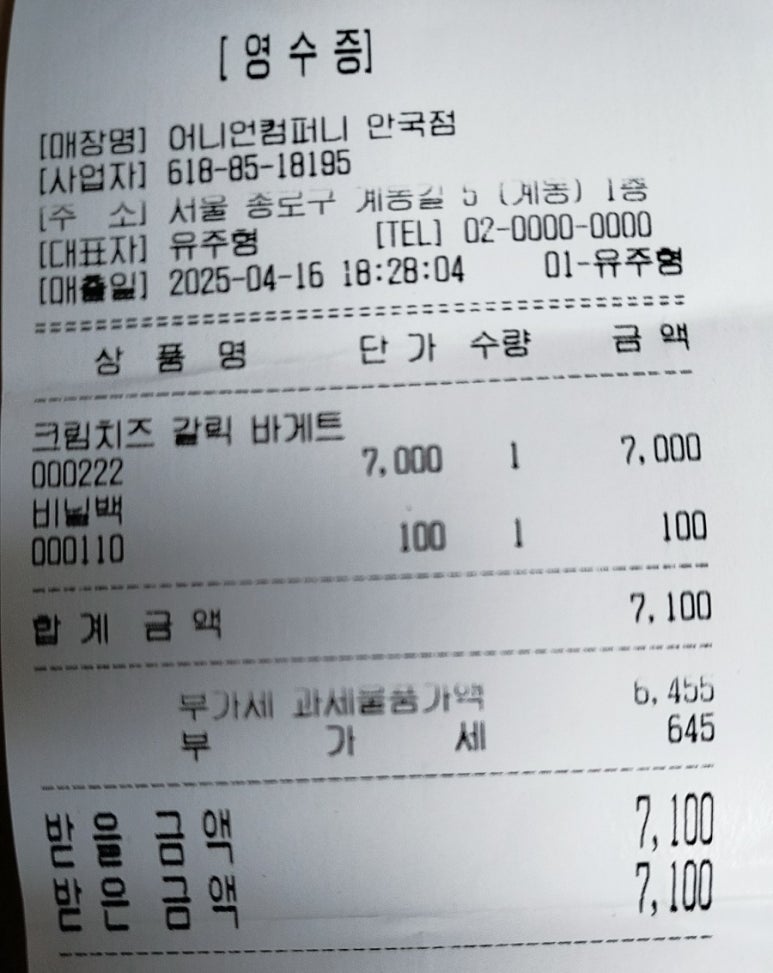 [영수증]
[매장명] 어니언컴퍼니 안국점
[사업자] 618-85-18195
[주 소] 서울 종로구 계동길 5 (계동) 1층
[대표자] 유주형 [TEL] 02-0000-0000
[매출일] 2025-04-16 18:28:04 01-유주형
상 품 명 단 가 수량 금 액
크림치즈 갈릭 바게트
000222 7,000 1 7,000
비닐백
000110 100 1 100
합 계 금 액 7,100
부가세 과세물품가액 6,455
부 가 세 645
받 을 금 액 7,100
받 은 금 액 7,100